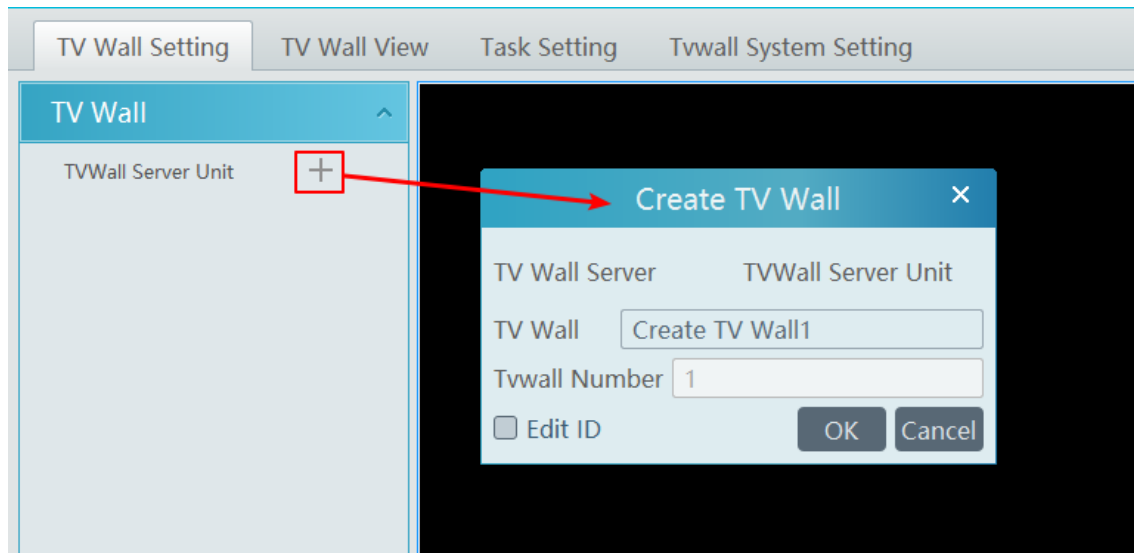 TV Wall Setting TV Wall View Task Setting Tvwall System Setting
TV Wall
TVWall Server Unit
Create TV Wall
TV Wall Server TVWall Server Unit
TV Wall Create TV Wall1
Tvwall Number 1
Edit ID OK Cancel